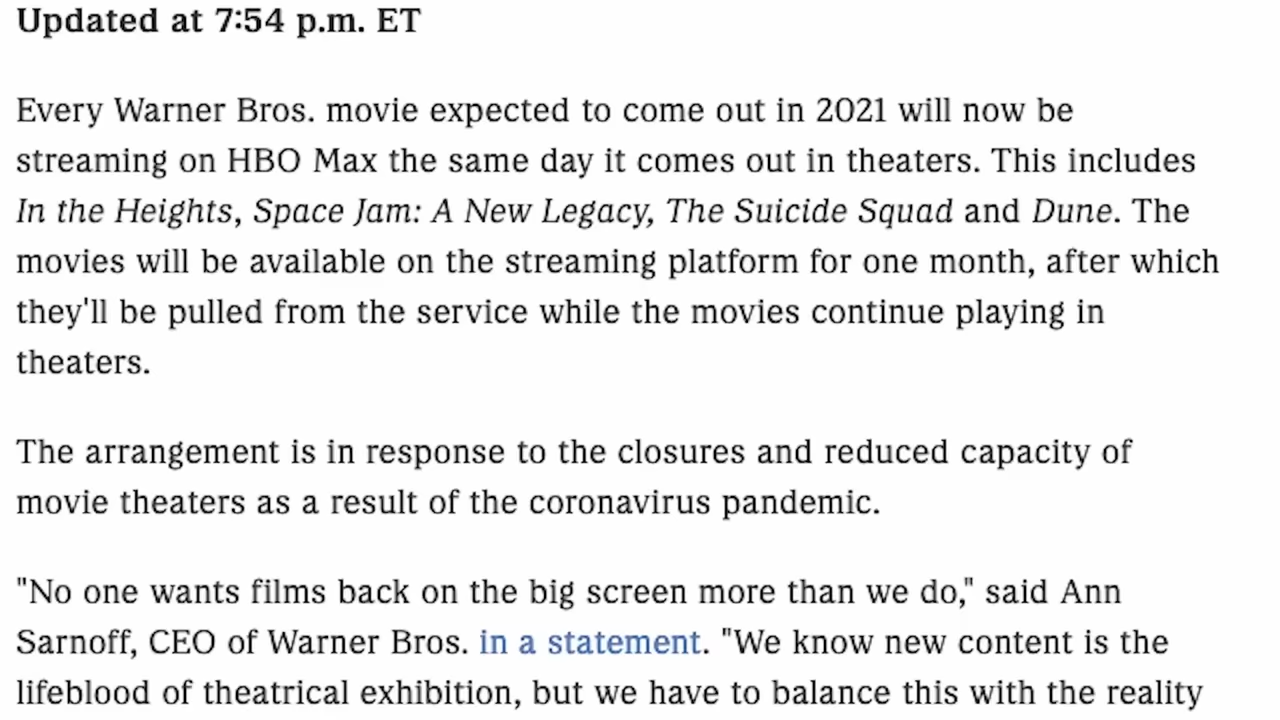 Updated at 7:54 p.m. ET
Every Warner Bros. movie expected to come out in 2021 will now be
streaming on HBO Max the same day it comes out in theaters. This includes
In the Heights, Space Jam: A New Legacy, The Suicide Squad and Dune. The
movies will be available on the streaming platform for one month, after which
they'll be pulled from the service while the movies continue playing in
theaters.
The arrangement is in response to the closures and reduced capacity of
movie theaters as a result of the coronavirus pandemic.
"No one wants films back on the big screen more than we do," said Ann
Sarnoff, CEO of Warner Bros. in a statement. "We know new content is the
lifeblood of theatrical exhibition, but we have to balance this with the reality